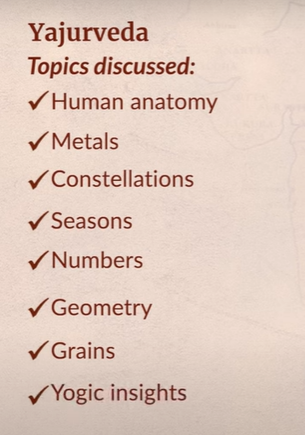 Yajurveda
Topics discussed:
✓Human anatomy
✓Metals
✓Constellations
✓Seasons
✓Numbers
✓Geometry
✓Grains
✓Yogic insights